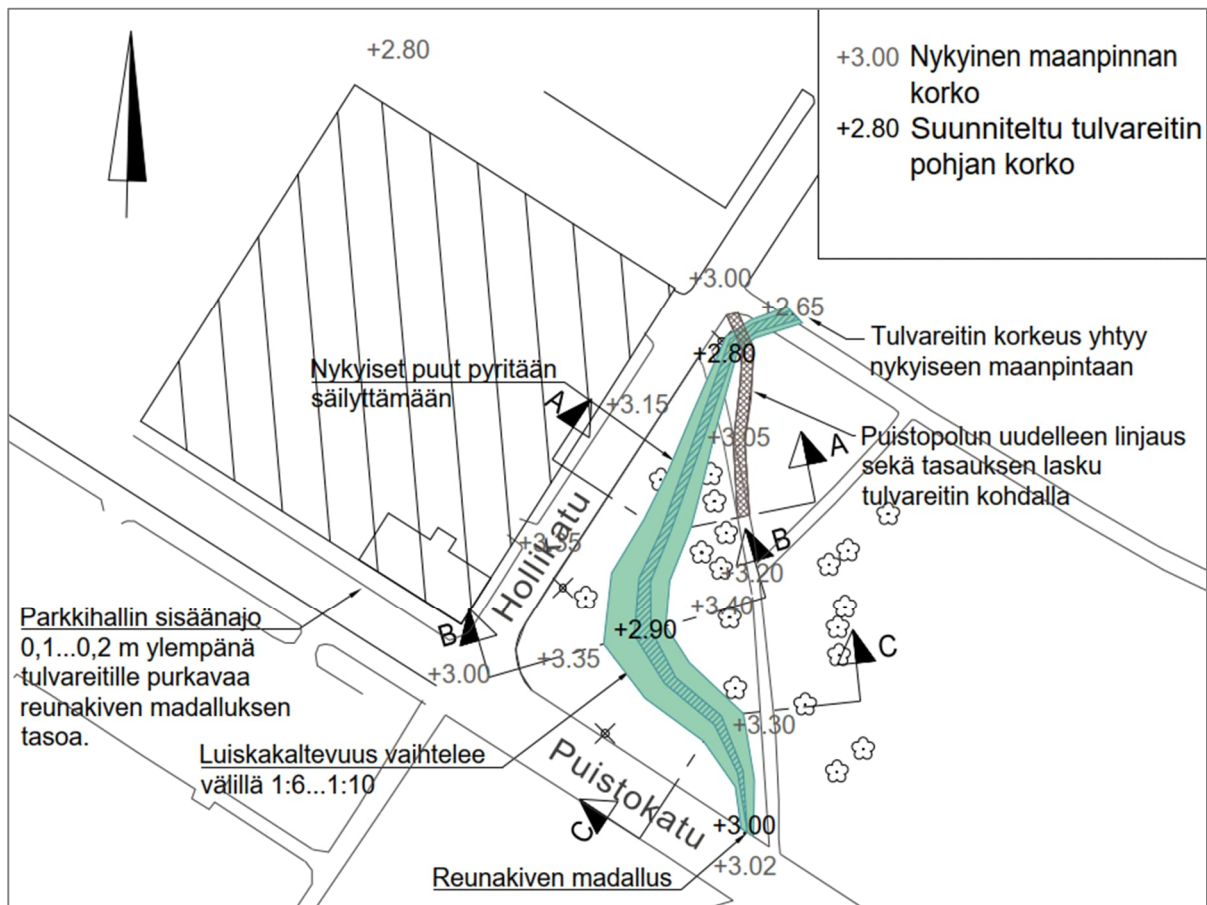 +2.80
+3.00 Nykyinen maanpinnan
korko
+2.80 Suunniteltu tulvareitin
pohjan korko
+3.00
+2.65
Tulvareitin korkeus yhtyy
nykyiseen maanpintaan
+2.80
Nykyiset puut pyritään
säilyttämään
A
+3.15
+3.05
Puistopolun uudelleen linjaus
sekä tasauksen lasku
tulvareitin kohdalla
A
Hollikatu
+3.35
B
+3.20
+3.40
Parkkihallin sisäänajo
0,1...0,2 m ylempänä
tulvareitille purkavaa
reunakiven madalluksen
tasoa.
B
+2.90
+3.00
+3.35
C
+3.30
Luiskakaltevuus vaihtelee
välillä 1:6...1:10
Puistokatu
C
+3.00
+3.02
Reunakiven madallus